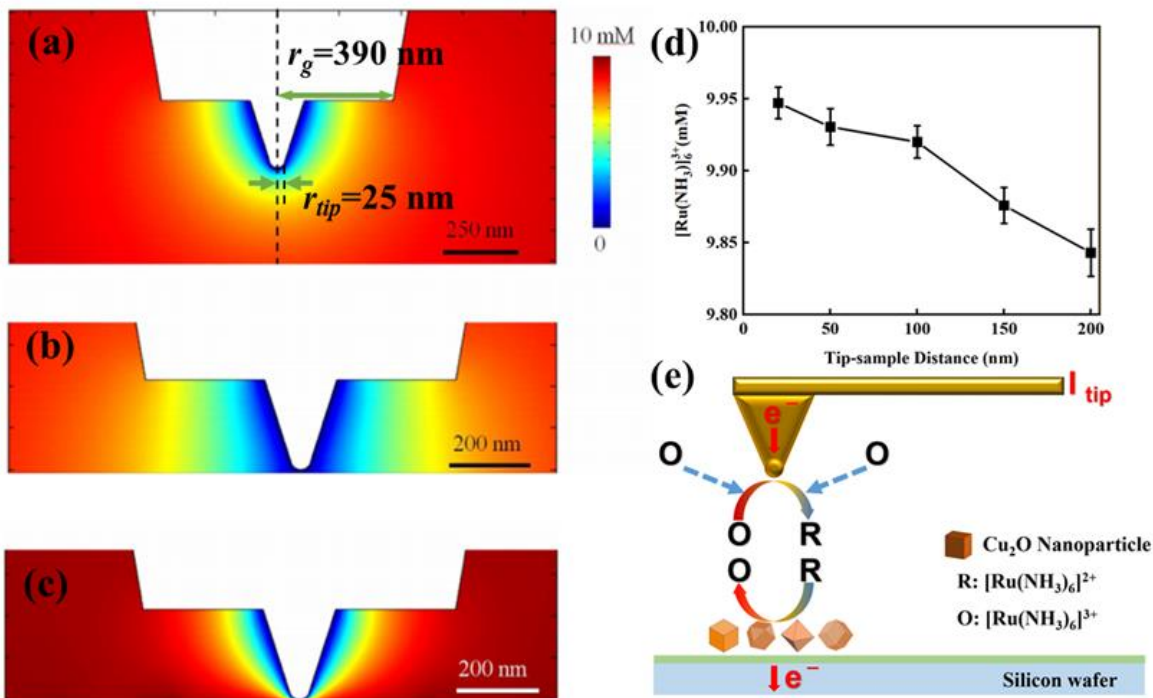 (a)
r_g=390 nm
r_tip=25 nm
250 nm
10 mM
0
(b)
200 nm
(c)
200 nm
(d)
[Ru(NH₃)]₆³⁺(mM)
10.00
9.95
9.90
9.85
9.80
0 50 100 150 200
Tip-sample Distance (nm)
(e)
I tip
e⁻
O O
O R
O R
Cu₂O Nanoparticle
R: [Ru(NH₃)₆]²⁺
O: [Ru(NH₃)₆]³⁺
e⁻
Silicon wafer